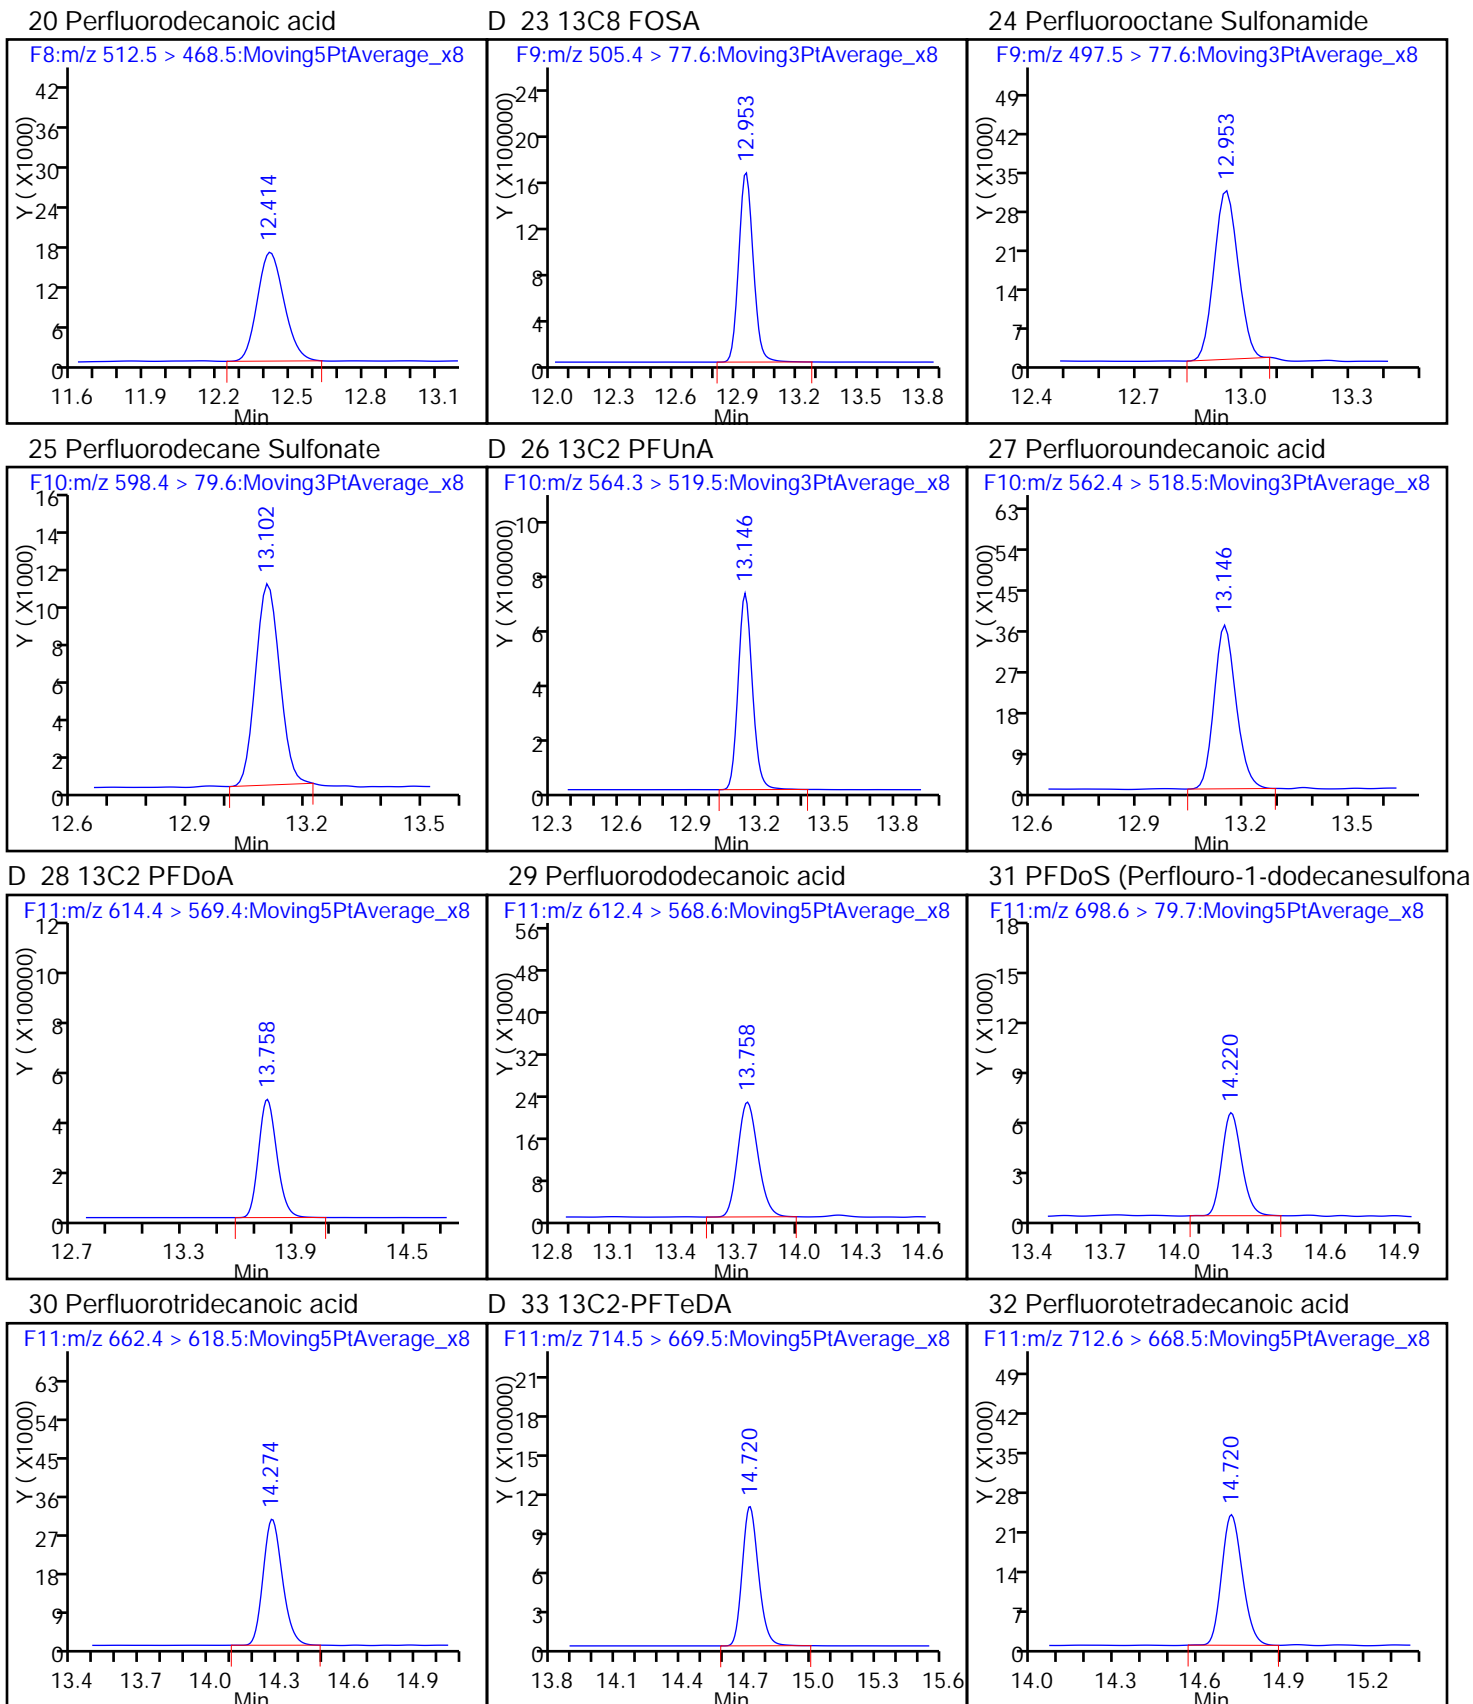 20 Perfluorodecanoic acid
F8:m/z 512.5 > 468.5:Moving5PtAverage_x8
Y ( X1000)
42
36
30
24
18
12
6
0
12.414
11.6 11.9 12.2 12.5 12.8 13.1
Min
D 23 13C8 FOSA
F9:m/z 505.4 > 77.6:Moving3PtAverage_x8
Y ( X100000)
24
20
16
12
8
4
0
12.953
12.0 12.3 12.6 12.9 13.2 13.5 13.8
Min
24 Perfluorooctane Sulfonamide
F9:m/z 497.5 > 77.6:Moving3PtAverage_x8
Y ( X1000)
49
42
35
28
21
14
7
0
12.953
12.4 12.7 13.0 13.3
Min
25 Perfluorodecane Sulfonate
F10:m/z 598.4 > 79.6:Moving3PtAverage_x8
Y ( X1000)
16
14
12
10
8
6
4
2
0
13.102
12.6 12.9 13.2 13.5
Min
D 26 13C2 PFUnA
F10:m/z 564.3 > 519.5:Moving3PtAverage_x8
Y ( X100000)
10
8
6
4
2
0
13.146
12.3 12.6 12.9 13.2 13.5 13.8
Min
27 Perfluoroundecanoic acid
F10:m/z 562.4 > 518.5:Moving3PtAverage_x8
Y ( X1000)
63
54
45
36
27
18
9
0
13.146
12.6 12.9 13.2 13.5
Min
D 28 13C2 PFDoA
F11:m/z 614.4 > 569.4:Moving5PtAverage_x8
Y ( X100000)
12
10
8
6
4
2
0
13.758
12.7 13.3 13.9 14.5
Min
29 Perfluorododecanoic acid
F11:m/z 612.4 > 568.6:Moving5PtAverage_x8
Y ( X1000)
56
48
40
32
24
16
8
0
13.758
12.8 13.1 13.4 13.7 14.0 14.3 14.6
Min
31 PFDoS (Perflouro-1-dodecanesulfona
F11:m/z 698.6 > 79.7:Moving5PtAverage_x8
Y ( X1000)
18
15
12
9
6
3
0
14.220
13.4 13.7 14.0 14.3 14.6 14.9
Min
30 Perfluorotridecanoic acid
F11:m/z 662.4 > 618.5:Moving5PtAverage_x8
Y ( X1000)
63
54
45
36
27
18
9
0
14.274
13.4 13.7 14.0 14.3 14.6 14.9
Min
D 33 13C2-PFTeDA
F11:m/z 714.5 > 669.5:Moving5PtAverage_x8
Y ( X100000)
21
18
15
12
9
6
3
0
14.720
13.8 14.1 14.4 14.7 15.0 15.3 15.6
Min
32 Perfluorotetradecanoic acid
F11:m/z 712.6 > 668.5:Moving5PtAverage_x8
Y ( X1000)
49
42
35
28
21
14
7
0
14.720
14.0 14.3 14.6 14.9 15.2
Min